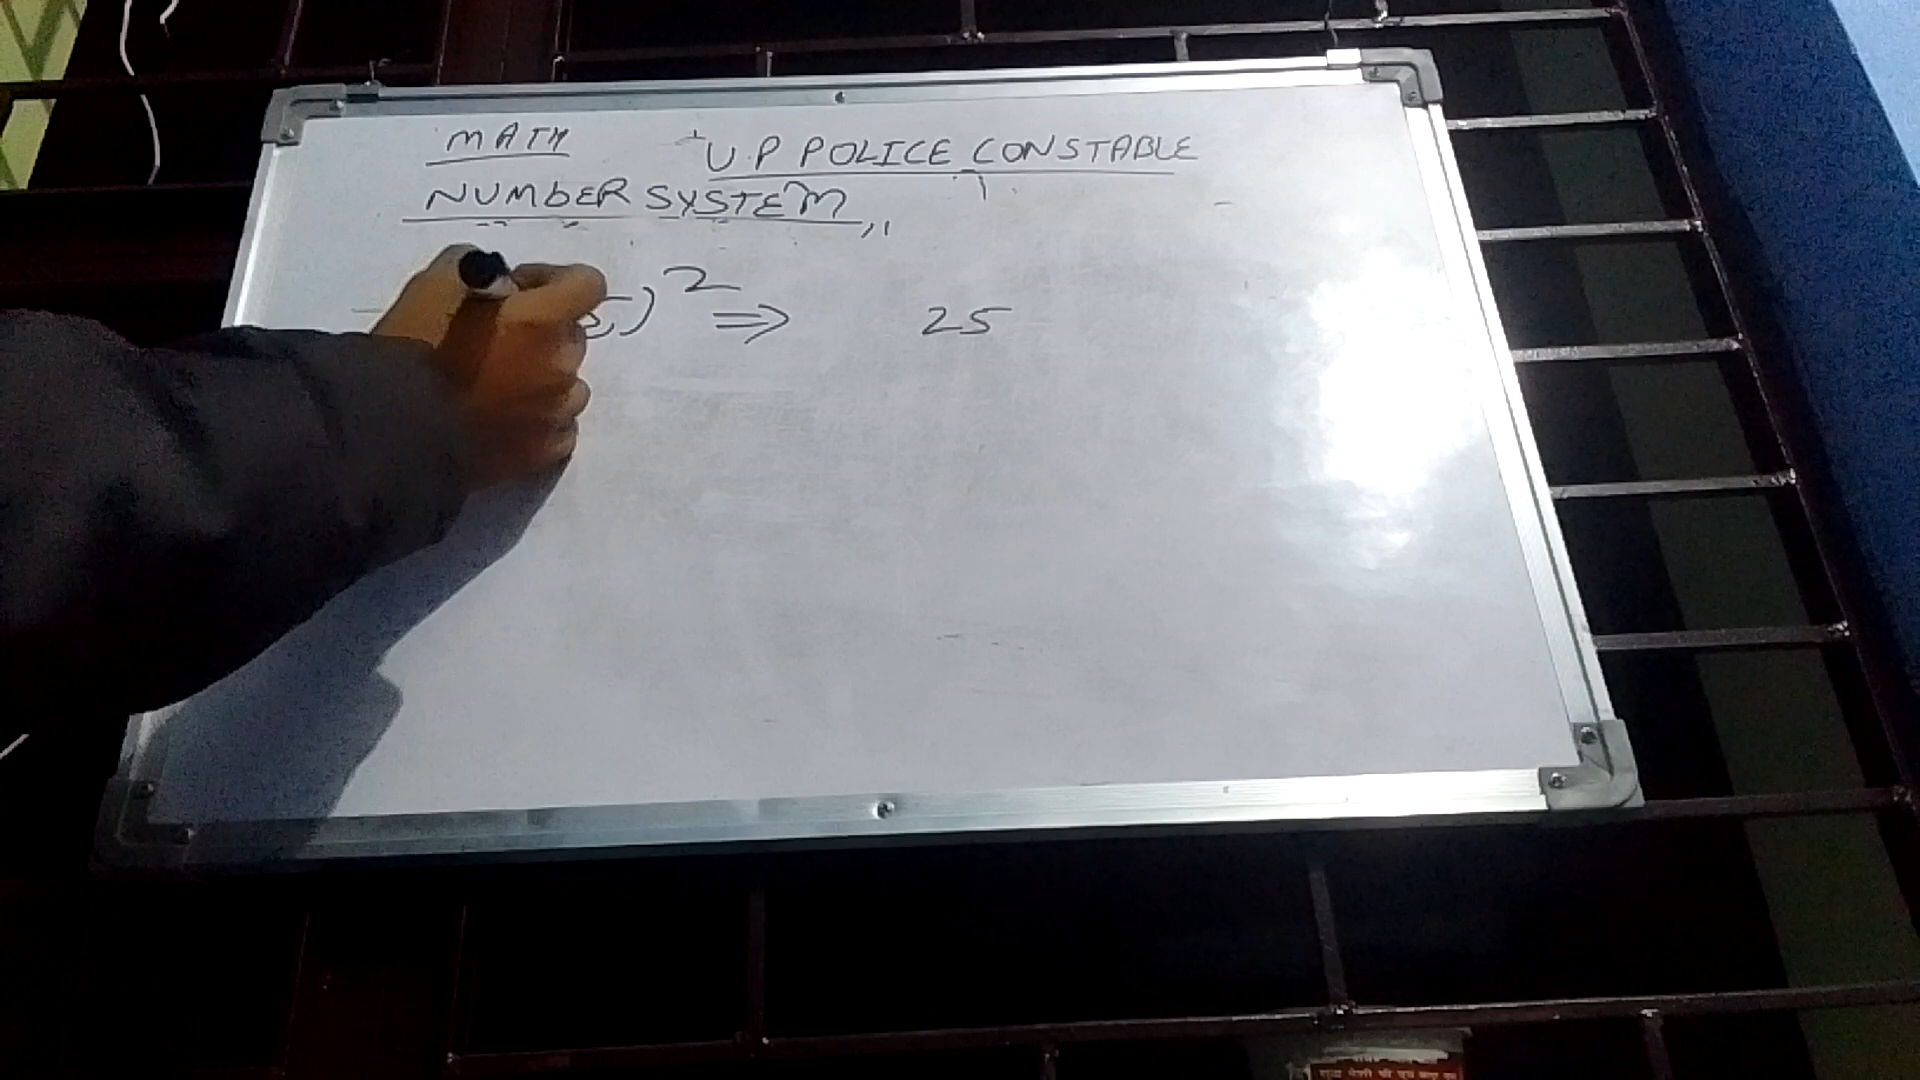 MATH U.P POLICE CONSTABLE
NUMBER SYSTEM
)² ⇒ 25